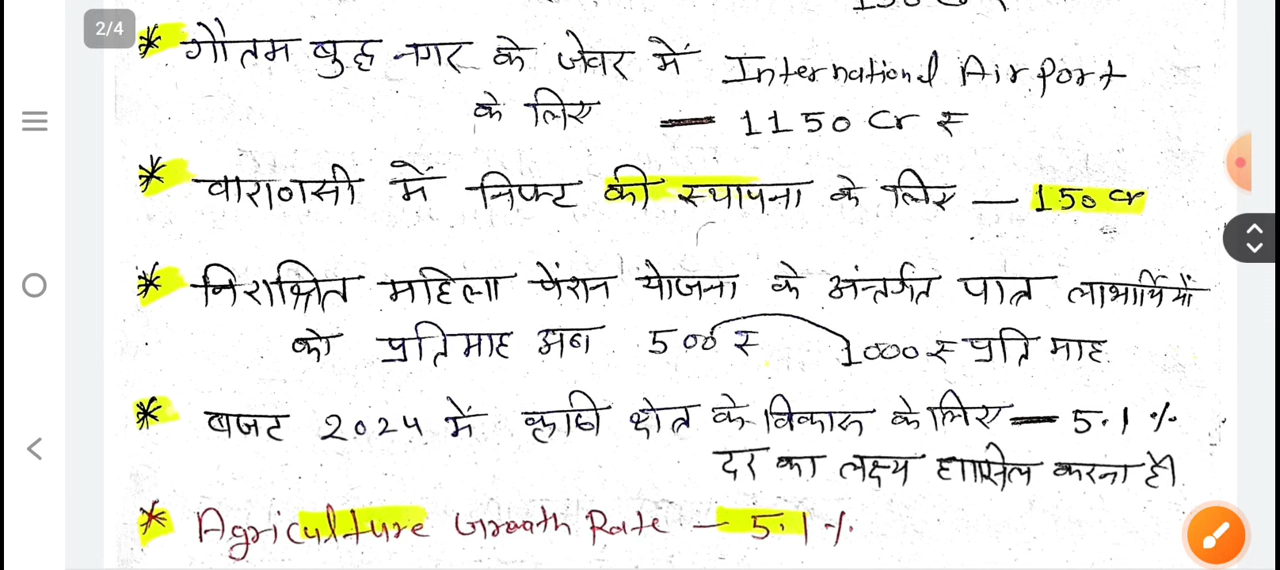 2/4
* गौतम बुद्ध नगर के जेवर में International Airport
के लिए — 1150 Cr ₹
* वाराणसी में निफ्ट की स्थापना के लिए — 150 Cr
* निराश्रित महिला पेंशन योजना के अंतर्गत पात्र लाभार्थियों
को प्रतिमाह अब 500 ₹ 1000 ₹ प्रति माह
* बजट 2024 में कृषि क्षेत्र के विकास के लिए — 5.1 %
दर का लक्ष्य हासिल करना है।
* Agriculture Growth Rate — 5.1 %